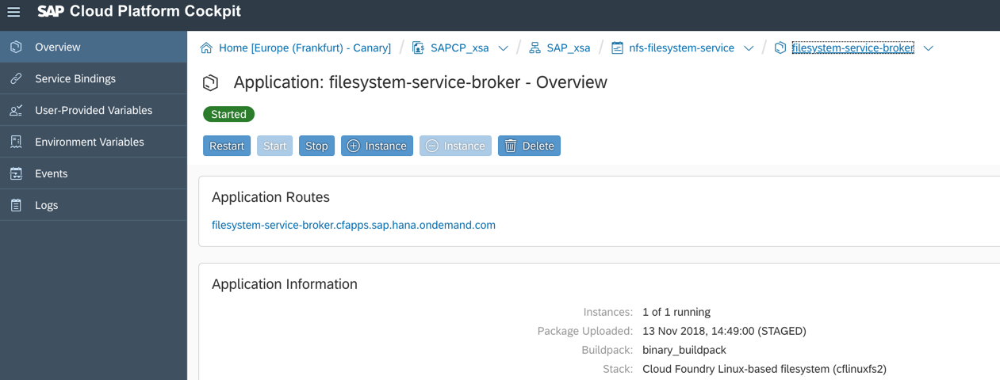 SAP Cloud Platform Cockpit
Overview
Service Bindings
User-Provided Variables
Environment Variables
Events
Logs
Home [Europe (Frankfurt) - Canary] / SAPCP_xsa / SAP_xsa / nfs-filesystem-service / filesystem-service-broker
Application: filesystem-service-broker - Overview
Started
Restart Start Stop Instance Instance Delete
Application Routes
filesystem-service-broker.cfapps.sap.hana.ondemand.com
Application Information
Instances: 1 of 1 running
Package Uploaded: 13 Nov 2018, 14:49:00 (STAGED)
Buildpack: binary_buildpack
Stack: Cloud Foundry Linux-based filesystem (cflinuxfs2)